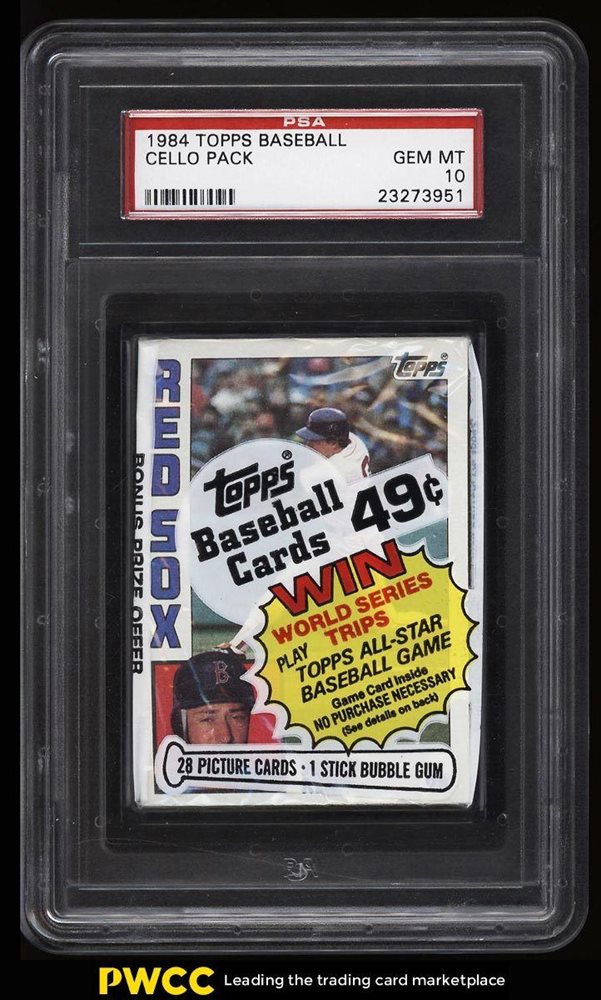 PSA
1984 TOPPS BASEBALL
CELLO PACK
GEM MT
10
23273951
topps®
RED SOX
BONUS PRIZE OFFER
topps®
Baseball
Cards
49¢
WIN
WORLD SERIES
TRIPS
PLAY TOPPS ALL-STAR
BASEBALL GAME
Game Card Inside
NO PURCHASE NECESSARY
(See details on back)
B
28 PICTURE CARDS • 1 STICK BUBBLE GUM
PSA
PWCC Leading the trading card marketplace